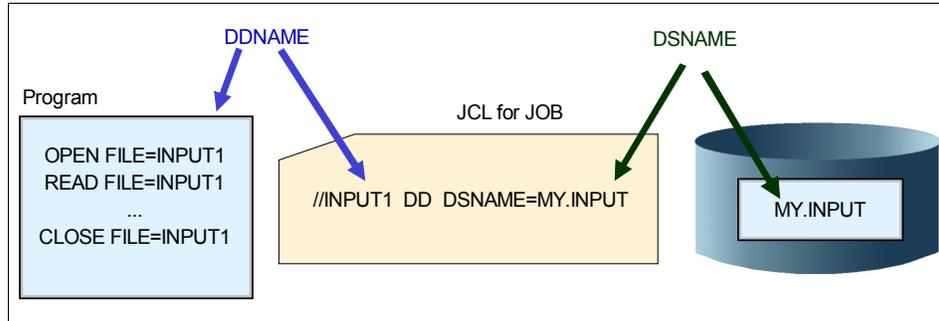 DDNAME
DSNAME
Program
JCL for JOB
OPEN FILE=INPUT1
READ FILE=INPUT1
...
CLOSE FILE=INPUT1
//INPUT1 DD DSNAME=MY.INPUT
MY.INPUT